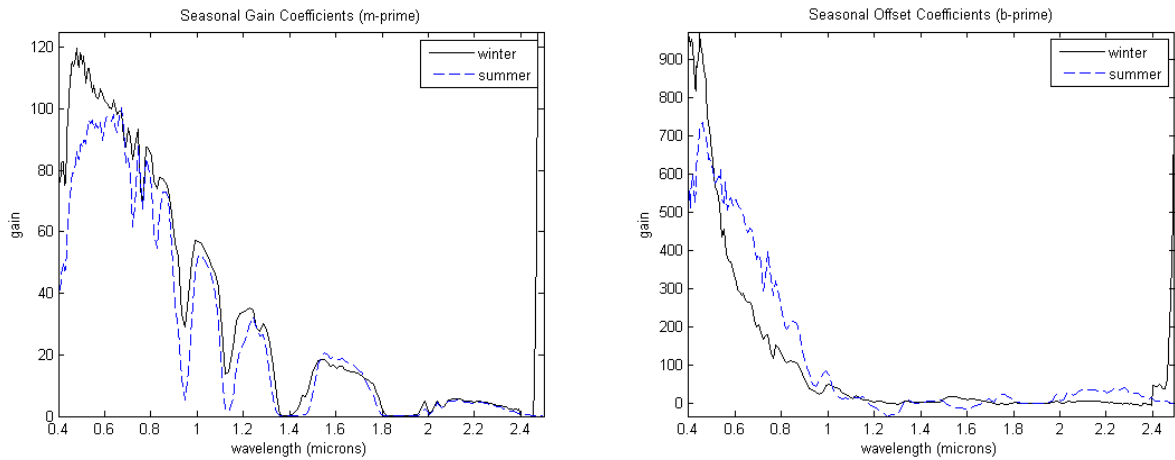 Seasonal Gain Coefficients (m-prime)
120
100
80
60
40
20
0
gain
winter
summer
0.4 0.6 0.8 1 1.2 1.4 1.6 1.8 2 2.2 2.4
wavelength (microns)
Seasonal Offset Coefficients (b-prime)
900
800
700
600
500
400
300
200
100
0
gain
winter
summer
0.4 0.6 0.8 1 1.2 1.4 1.6 1.8 2 2.2 2.4
wavelength (microns)